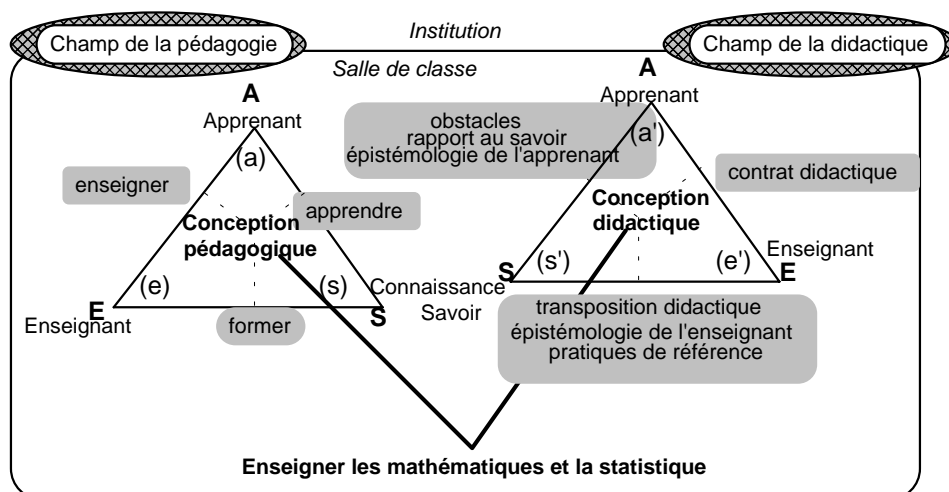 Champ de la pédagogie
Institution
Champ de la didactique
Salle de classe
A
Apprenant
(a)
enseigner
apprendre
Conception
pédagogique
(e)
(s)
E
Enseignant
former
S
Connaissance
Savoir
A
Apprenant
obstacles
rapport au savoir
épistémologie de l'apprenant
(a')
contrat didactique
Conception
didactique
Enseignant
S
(s')
(e')
E
transposition didactique
épistémologie de l'enseignant
pratiques de référence
Enseigner les mathématiques et la statistique